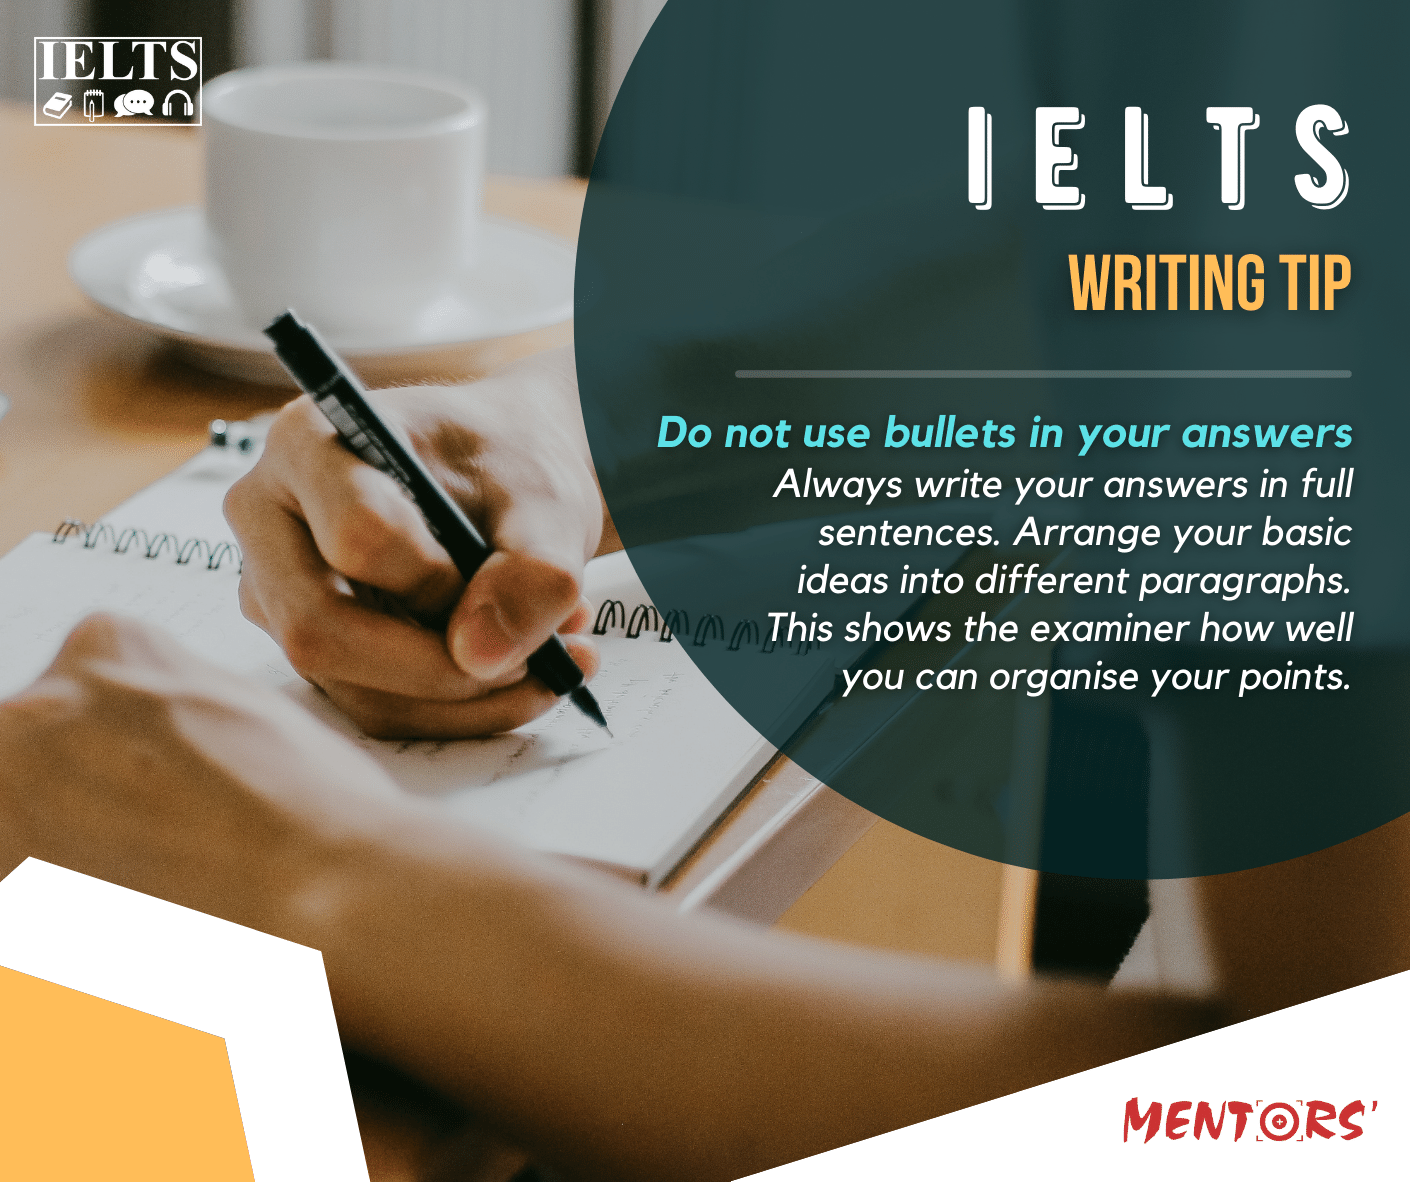 IELTS
IELTS
WRITING TIP
Do not use bullets in your answers
Always write your answers in full
sentences. Arrange your basic
ideas into different paragraphs.
This shows the examiner how well
you can organise your points.
MENTORS'